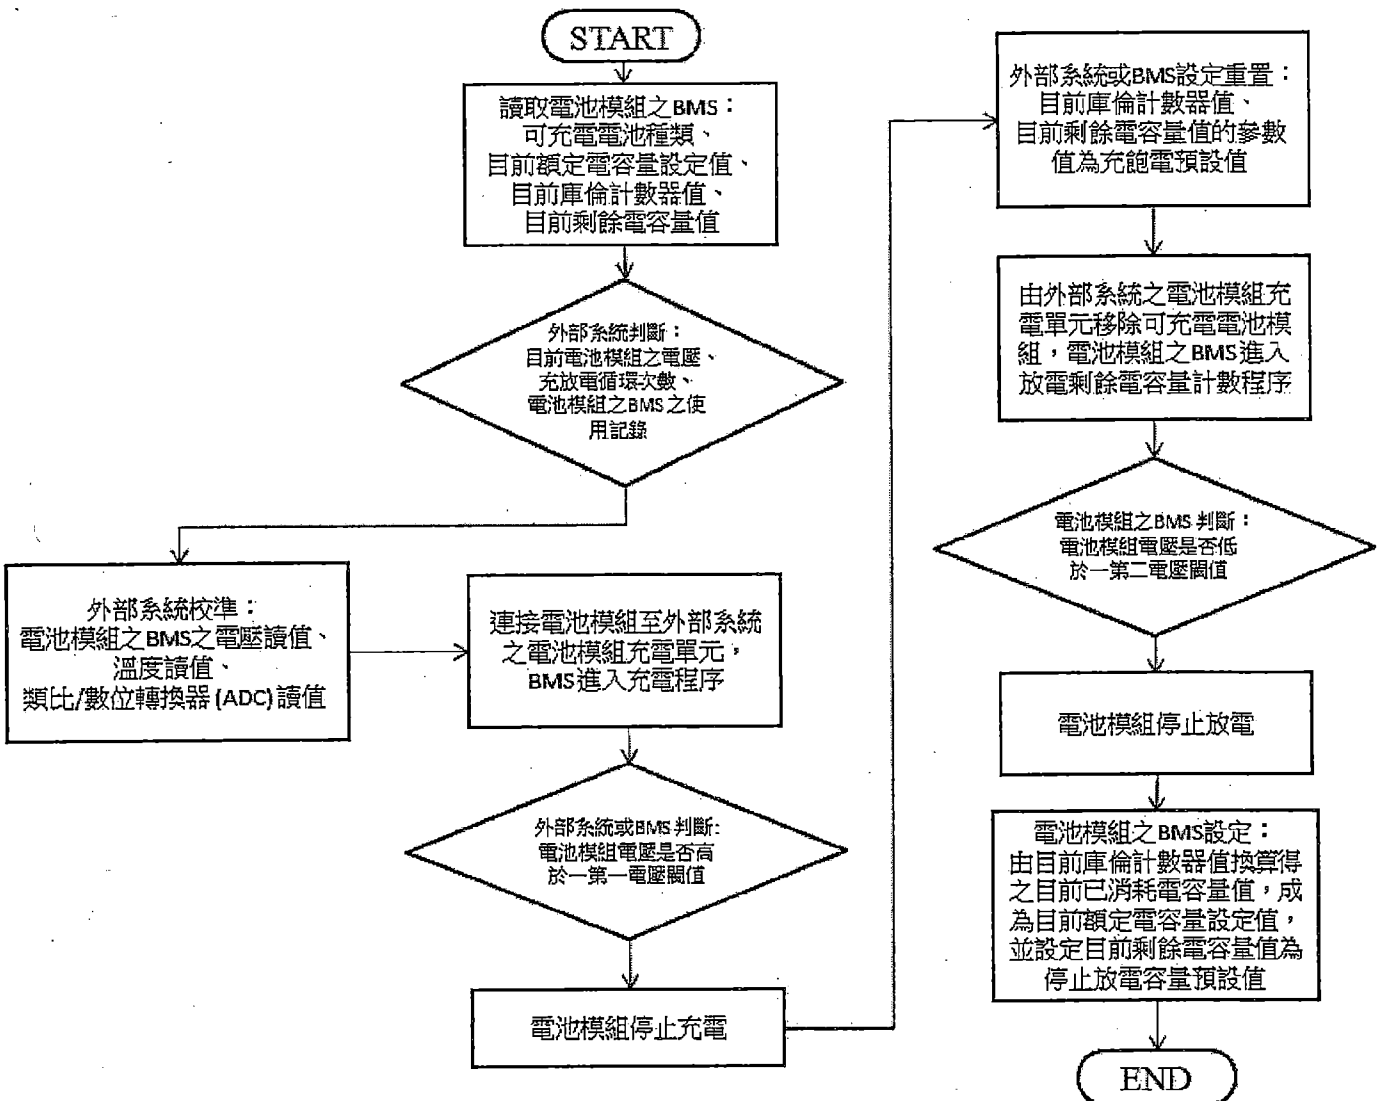 START
讀取電池模組之BMS：
可充電電池種類、
目前額定電容量設定值、
目前庫倫計數器值、
目前剩餘電容量值
外部系統判斷：
目前電池模組之電壓、
充放電循環次數、
電池模組之BMS之使
用記錄
外部系統校準：
電池模組之BMS之電壓讀值、
溫度讀值、
類比/數位轉換器(ADC)讀值
連接電池模組至外部系統
之電池模組充電單元，
BMS進入充電程序
外部系統或BMS判斷：
電池模組電壓是否高
於一第一電壓閥值
電池模組停止充電
外部系統或BMS設定重置：
目前庫倫計數器值、
目前剩餘電容量值的參數
值為充飽電預設值
由外部系統之電池模組充
電單元移除可充電電池模
組，電池模組之BMS進入
放電剩餘電容量計數程序
電池模組之BMS判斷：
電池模組電壓是否低
於一第二電壓閥值
電池模組停止放電
電池模組之BMS設定：
由目前庫倫計數器值換算得
之目前已消耗電容量值，成
為目前額定電容量設定值，
並設定目前剩餘電容量值為
停止放電容量預設值
END